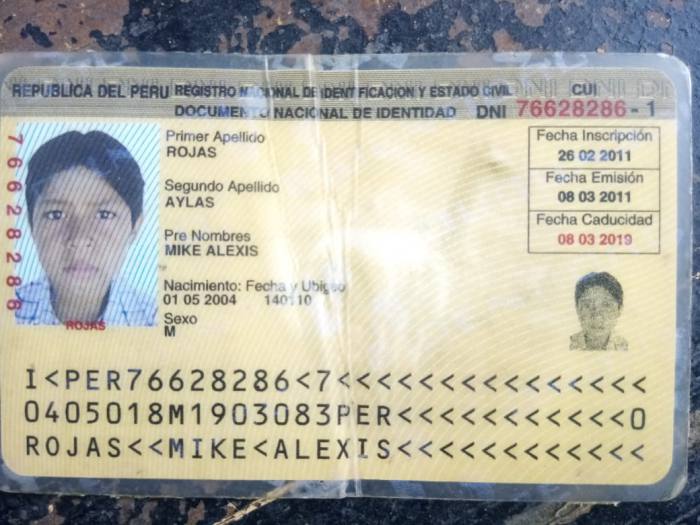 REPUBLICA DEL PERU REGISTRO NACIONAL DE IDENTIFICACION Y ESTADO CIVIL CUI
DOCUMENTO NACIONAL DE IDENTIDAD DNI 76628286 - 1
76628286
Primer Apellido
ROJAS
Segundo Apellido
AYLAS
Pre Nombres
MIKE ALEXIS
Nacimiento: Fecha y Ubigeo
01 05 2004 140110
Sexo
M
ROJAS
Fecha Inscripción
26 02 2011
Fecha Emisión
08 03 2011
Fecha Caducidad
08 03 2019
I<PER76628286<7<<<<<<<<<<<<<<<
0405018M1903083PER<<<<<<<<<<<0
ROJAS<<MIKE<ALEXIS<<<<<<<<<<<<